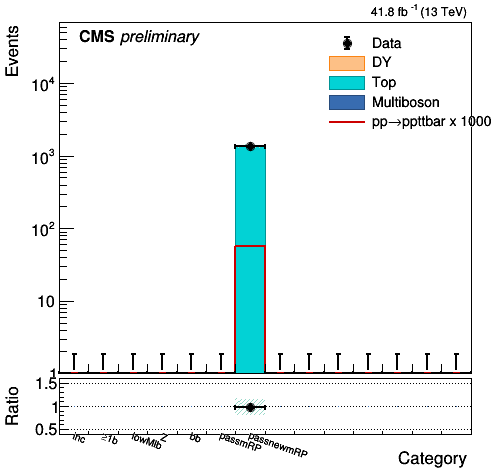 41.8 fb⁻¹ (13 TeV)
CMS preliminary
Events
Data
DY
Top
Multiboson
pp→ppttbar x 1000
10⁴
10³
10²
10
1
Ratio
1.5
1
0.5
inc ≥1b lowMlb Z bb passmRP passnewmRP
Category